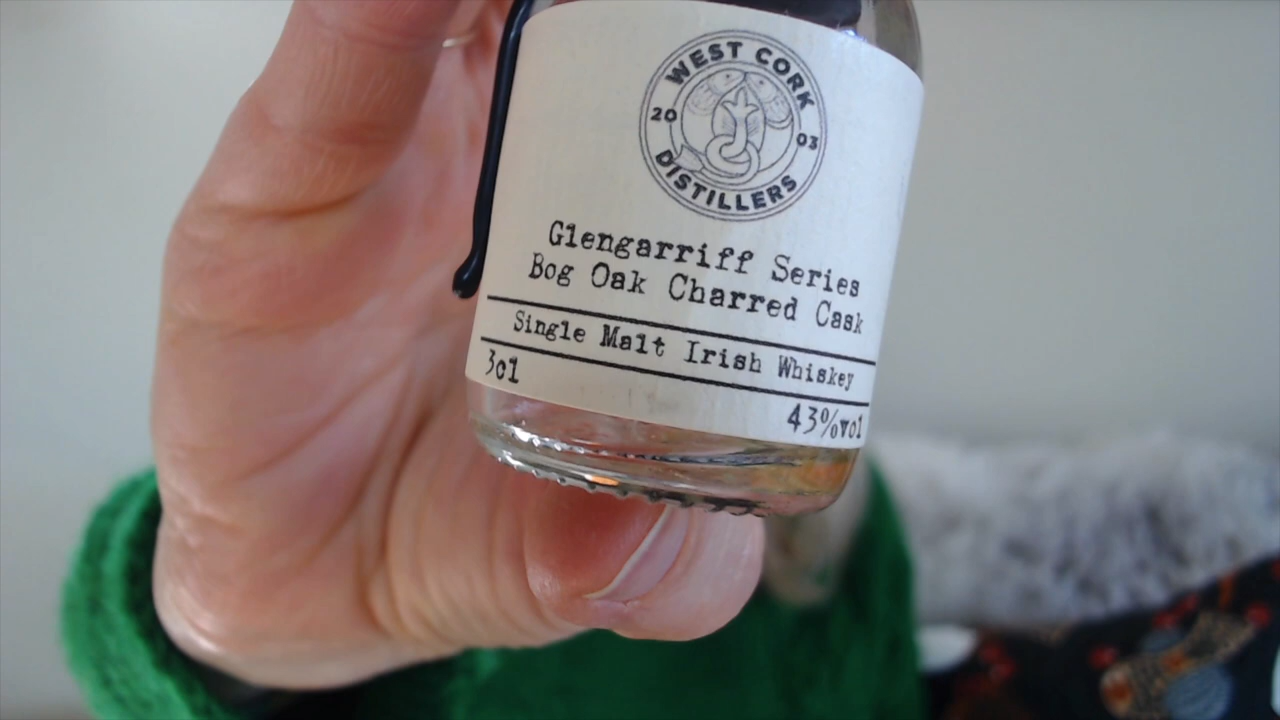 WEST CORK
20 03
DISTILLERS
Glengarriff Series
Bog Oak Charred Cask
Single Malt Irish Whiskey
3cl
43%vol